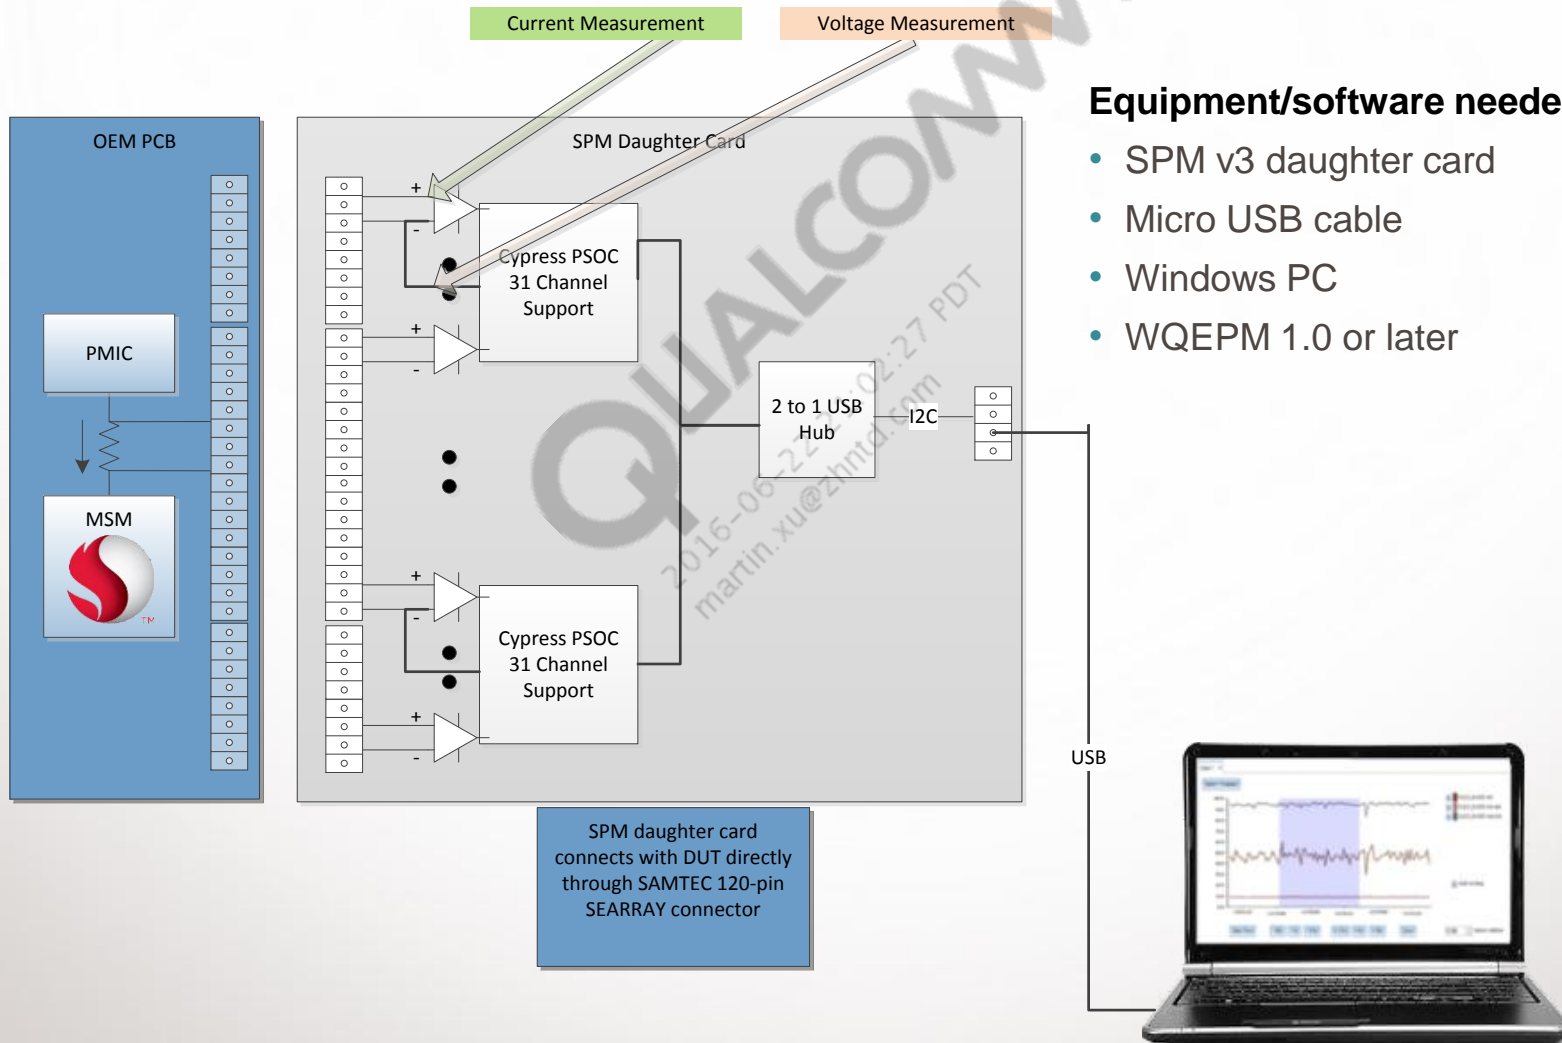 Current Measurement
Voltage Measurement
Equipment/software neede
• SPM v3 daughter card
• Micro USB cable
• Windows PC
• WQEPM 1.0 or later
OEM PCB
PMIC
MSM
TM
SPM Daughter Card
+
-
Cypress PSOC
31 Channel
Support
+
-
2 to 1 USB
Hub
I2C
+
-
Cypress PSOC
31 Channel
Support
+
-
USB
SPM daughter card
connects with DUT directly
through SAMTEC 120-pin
SEARRAY connector
QUALCOMM
2016-06-22 21:02:27 PDT
martin.xu@zhntd.com